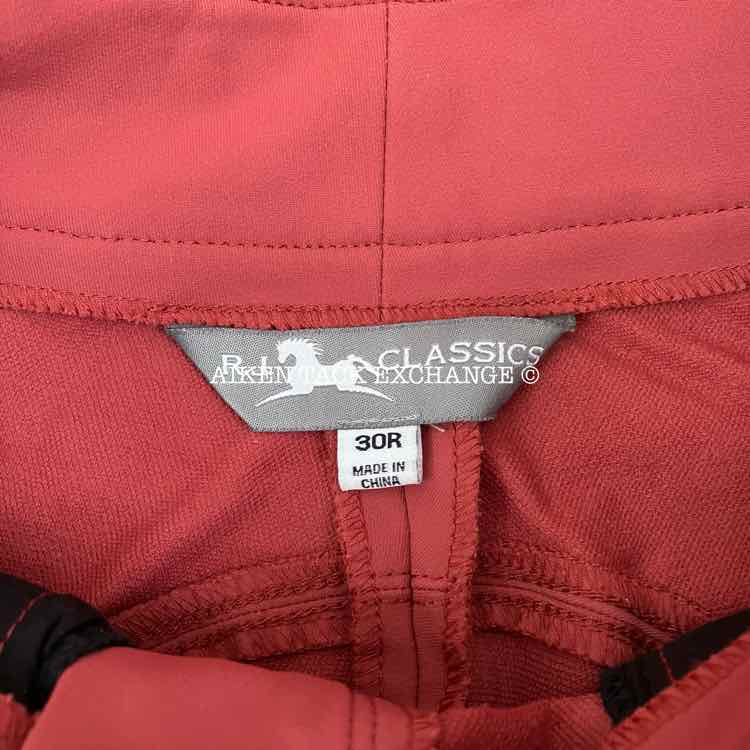 R.J. CLASSICS
AIKEN TACK EXCHANGE ©
30R
MADE IN
CHINA